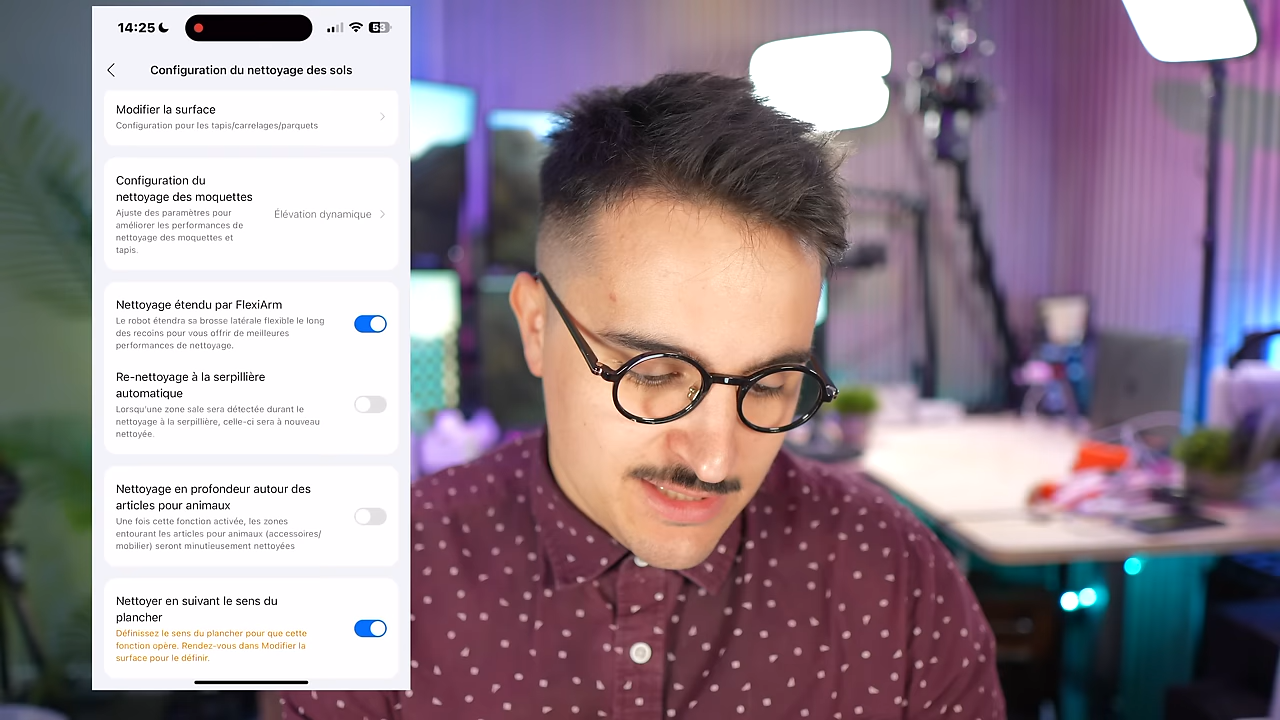 14:25
53
Configuration du nettoyage des sols
Modifier la surface
Configuration pour les tapis/carrelages/parquets
Configuration du
nettoyage des moquettes
Ajuste des paramètres pour
améliorer les performances de
nettoyage des moquettes et
tapis.
Élévation dynamique
Nettoyage étendu par FlexiArm
Le robot étendra sa brosse latérale flexible le long
des recoins pour vous offrir de meilleures
performances de nettoyage.
Re-nettoyage à la serpillière
automatique
Lorsqu'une zone sale sera détectée durant le
nettoyage à la serpillière, celle-ci sera à nouveau
nettoyée.
Nettoyage en profondeur autour des
articles pour animaux
Une fois cette fonction activée, les zones
entourant les articles pour animaux (accessoires/
mobilier) seront minutieusement nettoyées
Nettoyer en suivant le sens du
plancher
Définissez le sens du plancher pour que cette
fonction opère. Rendez-vous dans Modifier la
surface pour le définir.